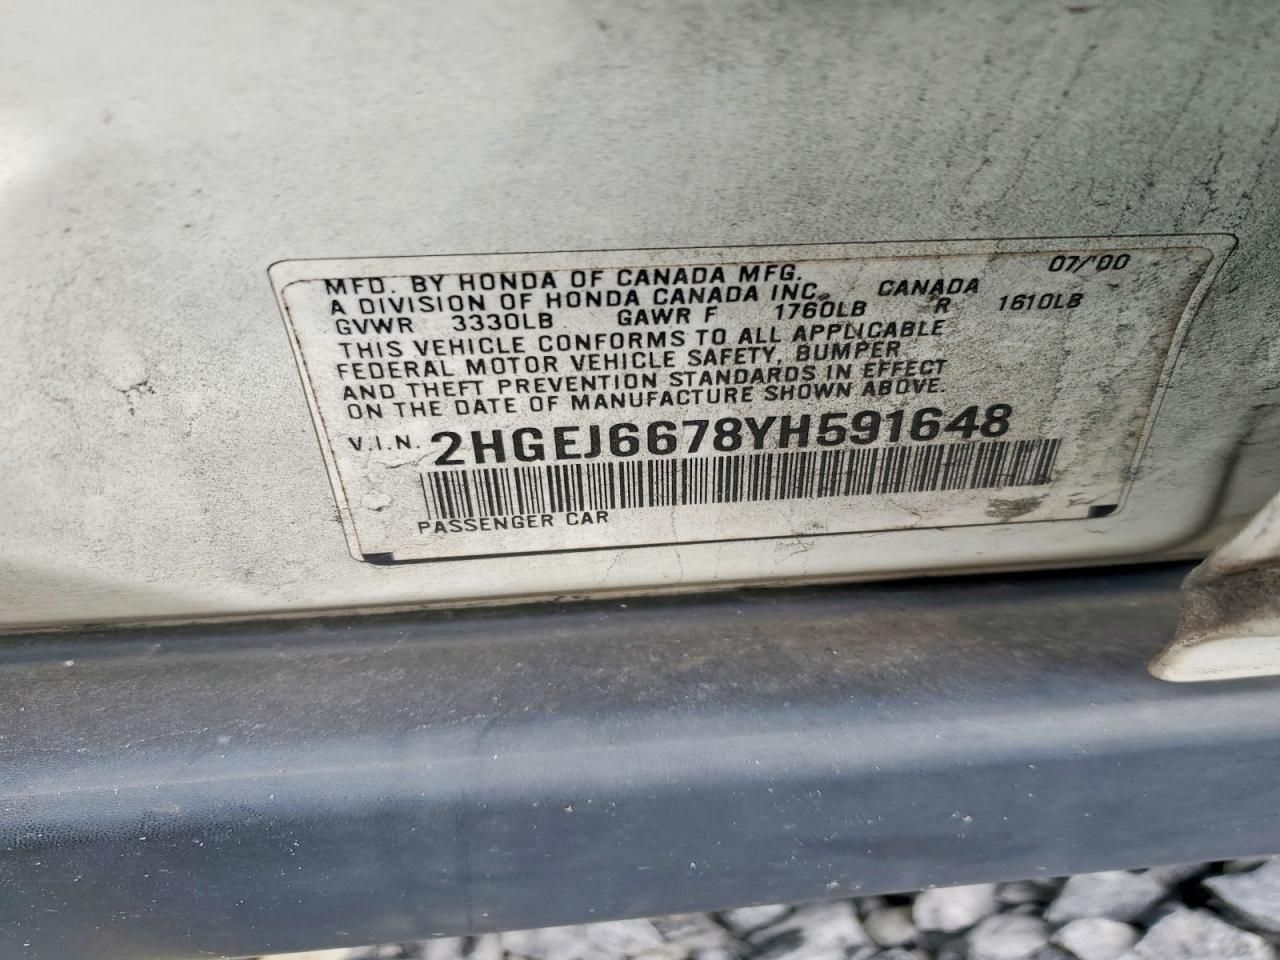 MFD. BY HONDA OF CANADA MFG. 07/'00
A DIVISION OF HONDA CANADA INC. CANADA
GVWR 3330LB GAWR F 1760LB R 1610LB
THIS VEHICLE CONFORMS TO ALL APPLICABLE
FEDERAL MOTOR VEHICLE SAFETY, BUMPER
AND THEFT PREVENTION STANDARDS IN EFFECT
ON THE DATE OF MANUFACTURE SHOWN ABOVE.
V.I.N. 2HGEJ6678YH591648
PASSENGER CAR